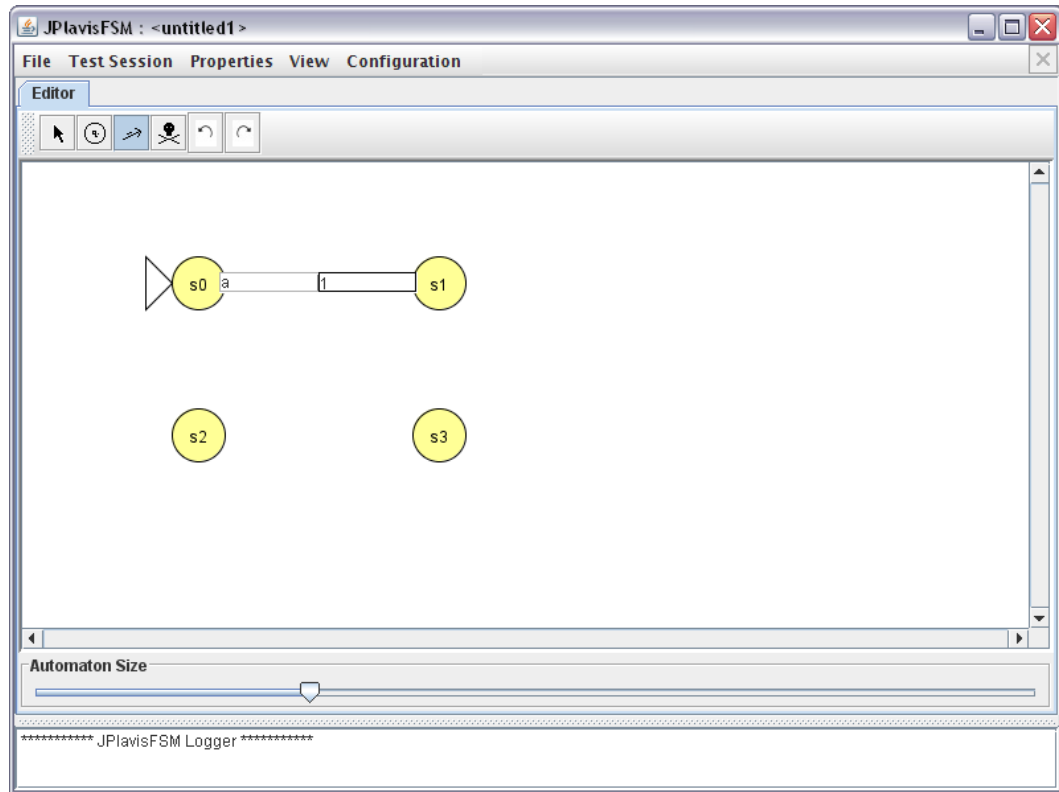 JPlavisFSM : <untitled1>
File Test Session Properties View Configuration
Editor
q
s0 a 1 s1
s2 s3
Automaton Size
*********** JPlavisFSM Logger ***********